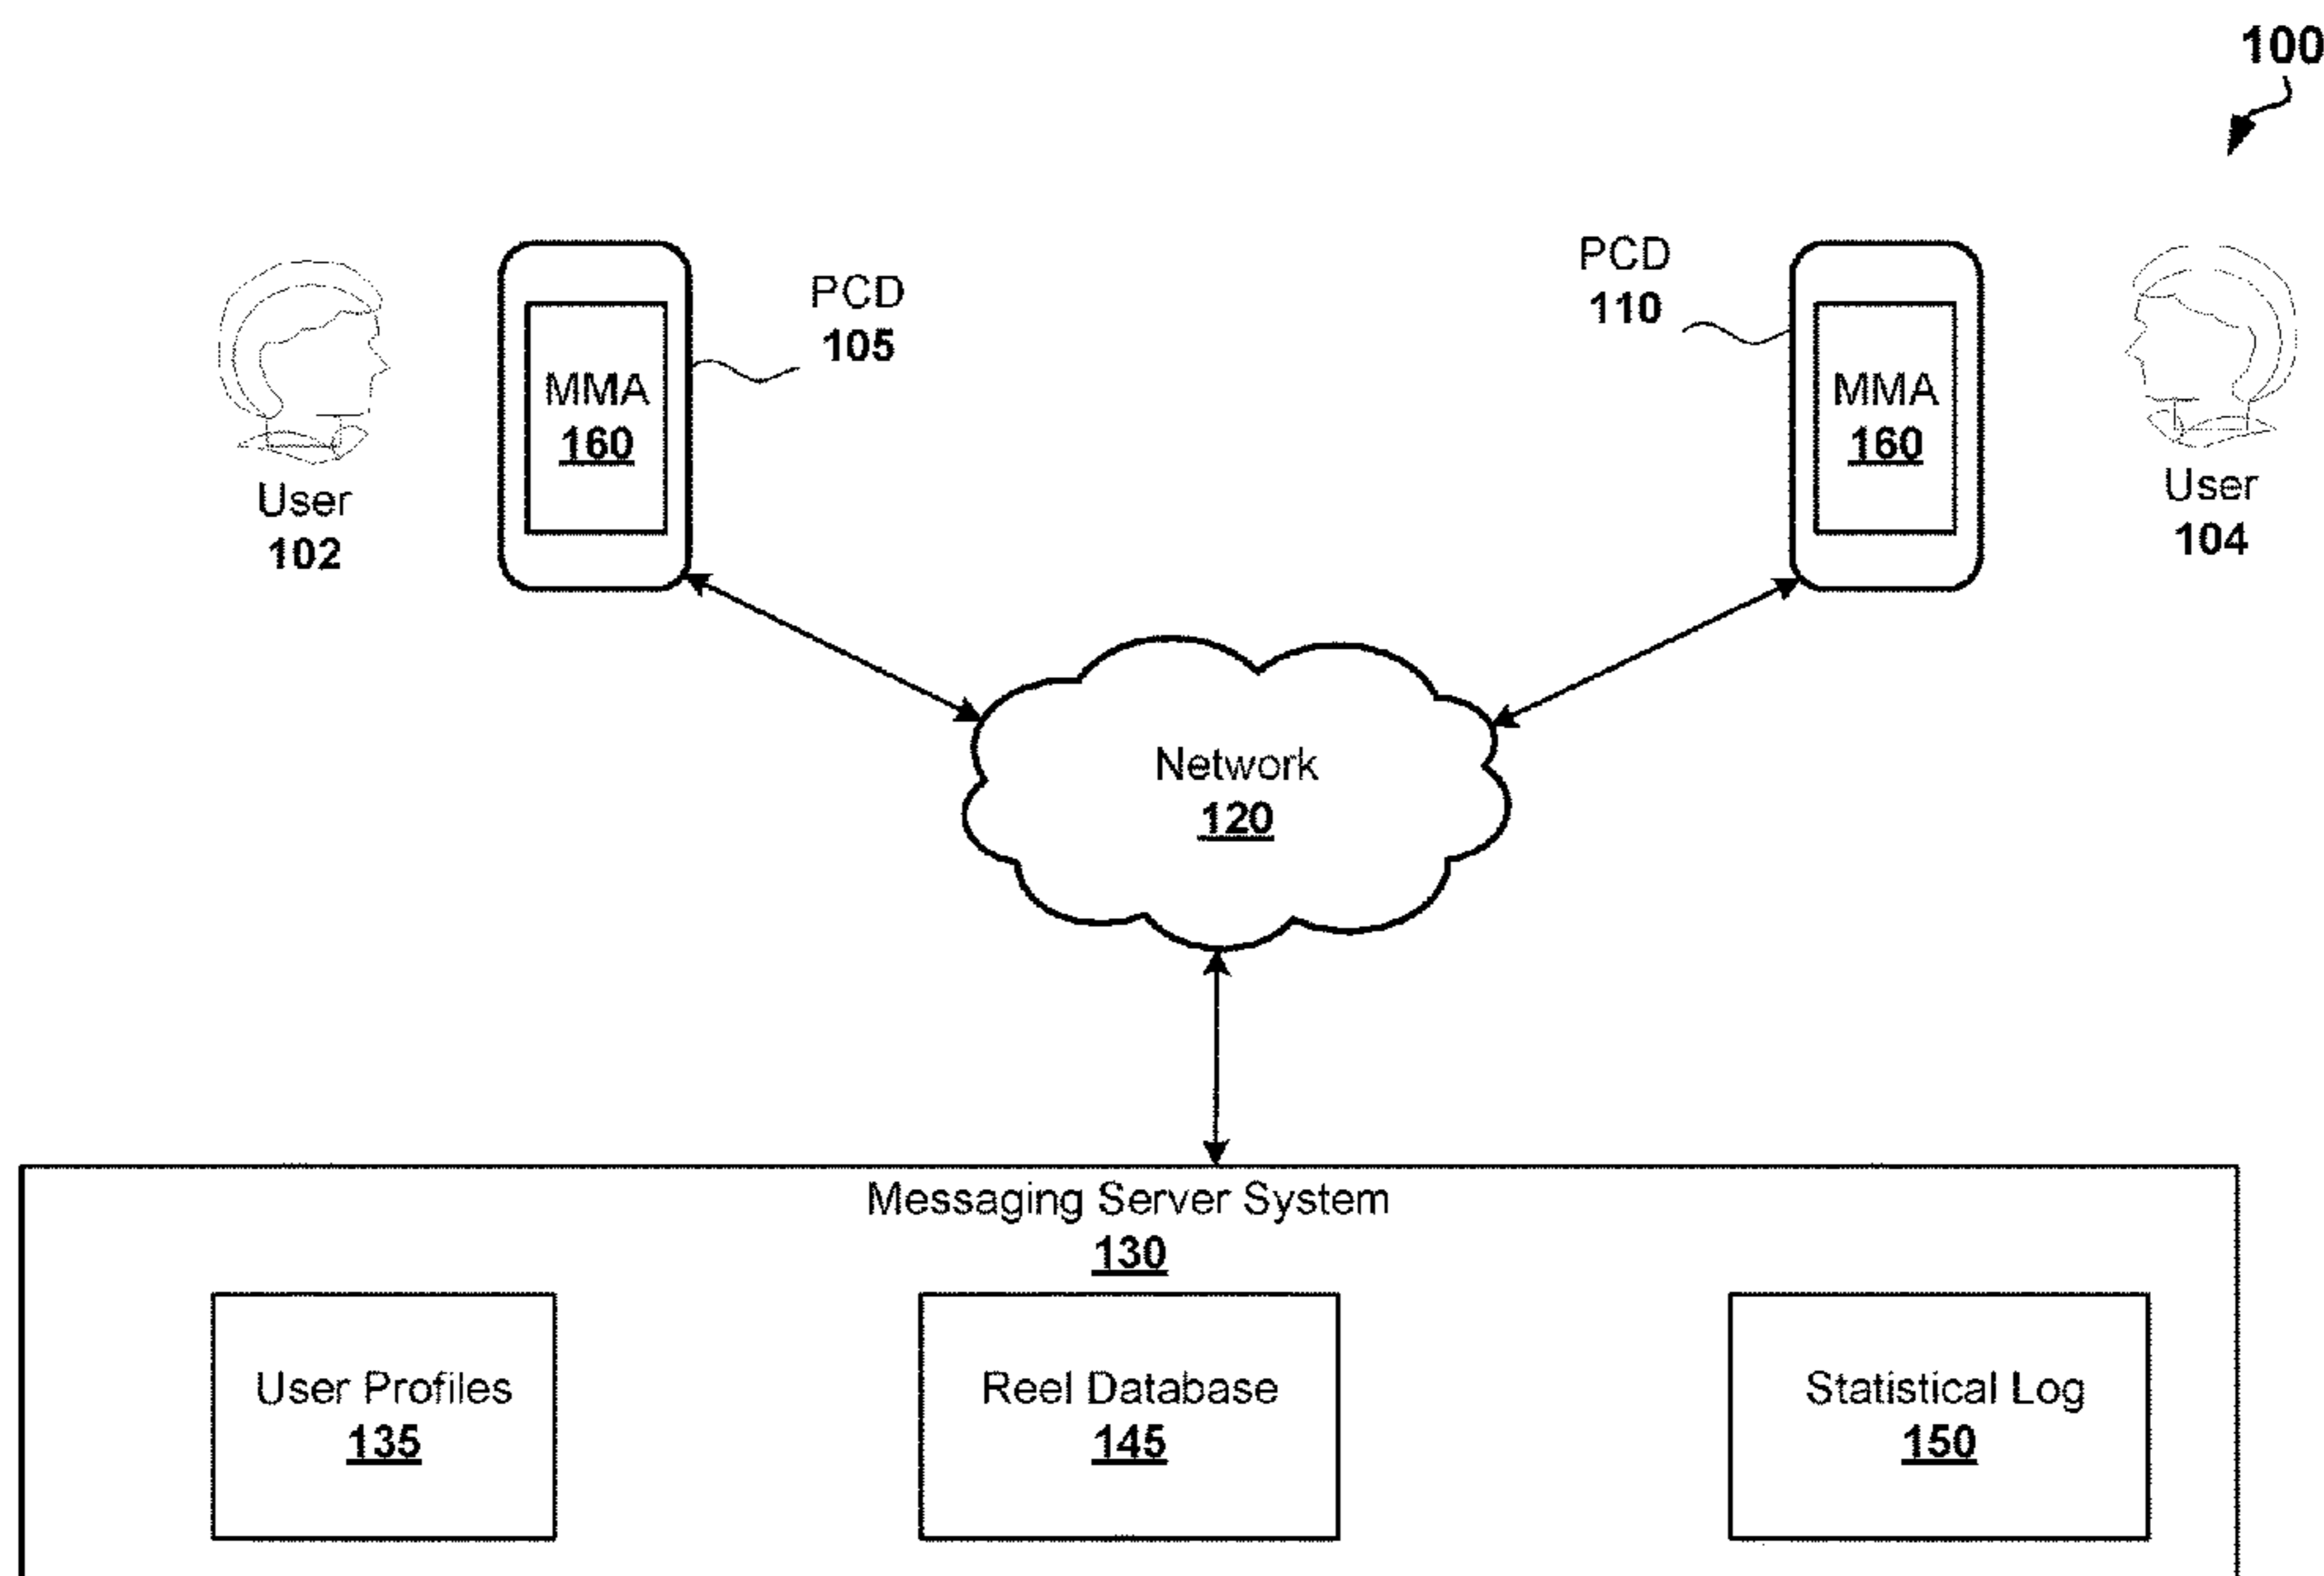 100
PCD
105
PCD
110
MMA
160
MMA
160
User
102
User
104
Network
120
Messaging Server System
130
User Profiles
135
Reel Database
145
Statistical Log
150